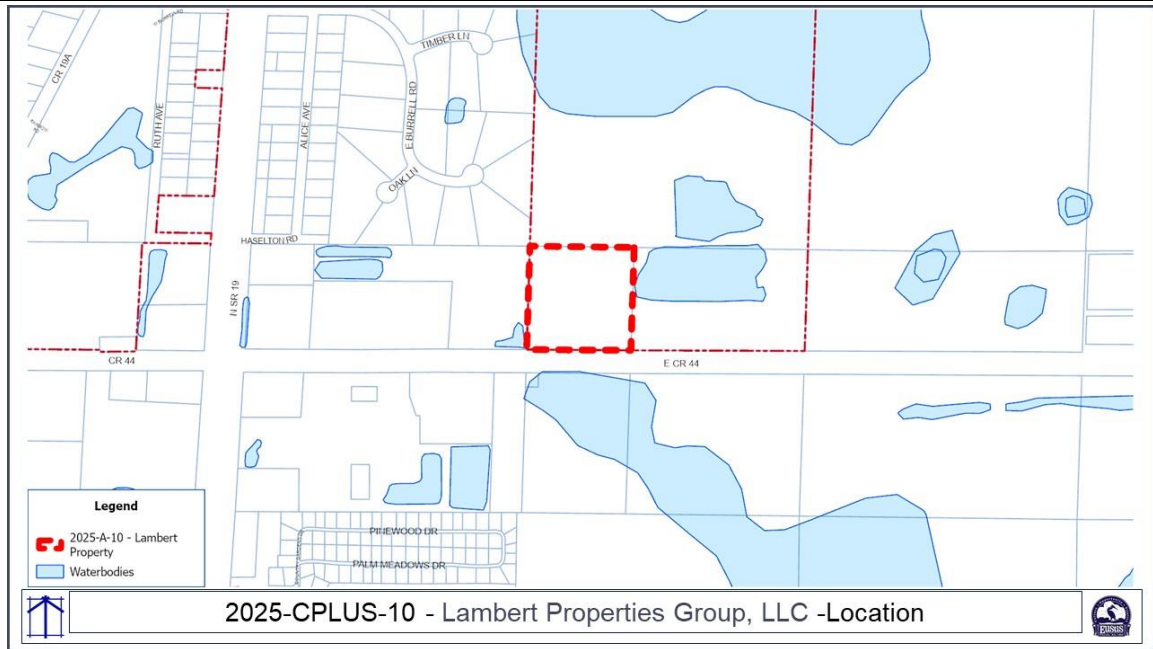 TIMBER LN
CR 19A
RUTH AVE
ALICE AVE
E BURRELL RD
OAK LN
HASELTON RD
N SR 19
CR 44
E CR 44
PINEWOOD DR
PALM MEADOWS DR
Legend
2025-A-10 - Lambert
Property
Waterbodies
2025-CPLUS-10 - Lambert Properties Group, LLC -Location
EUSTIS